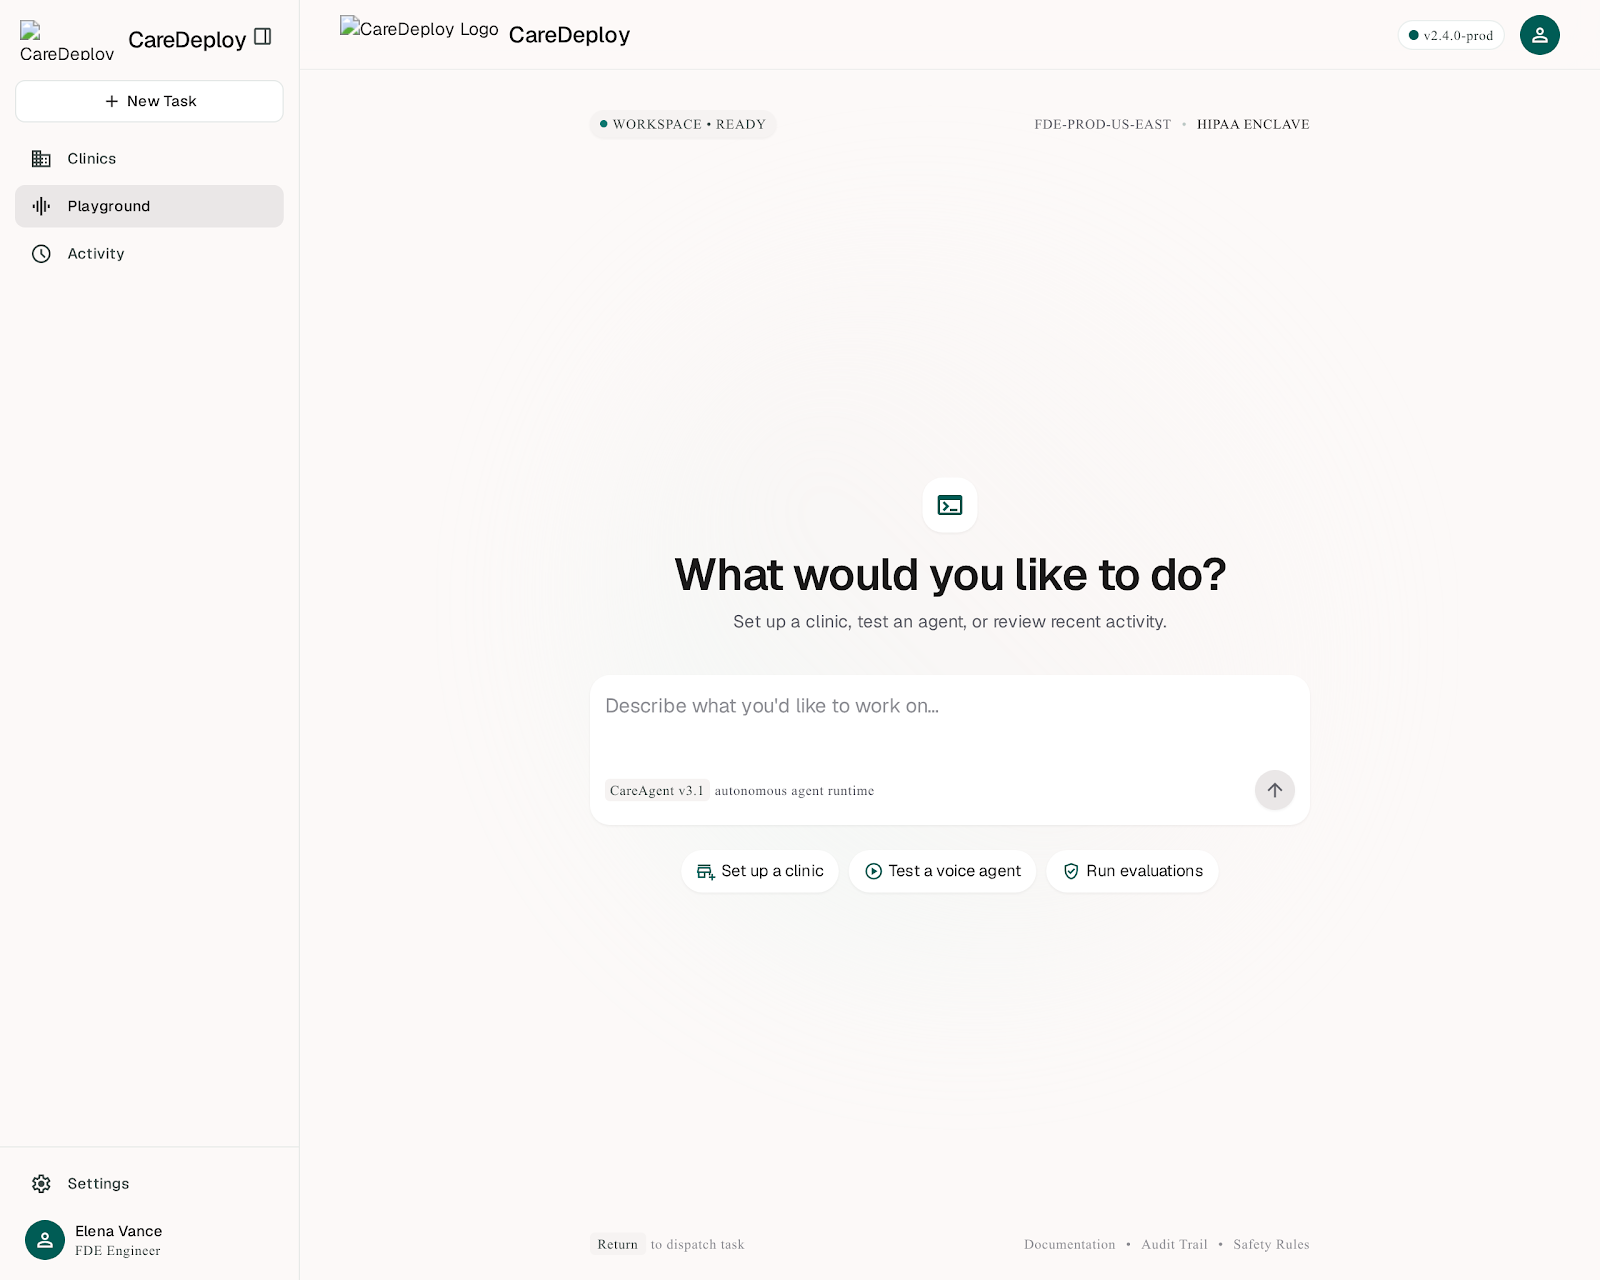 CareDeploy
CareDeploy
New Task
Clinics
Playground
Activity
Settings
Elena Vance
FDE Engineer
CareDeploy Logo
CareDeploy
v2.4.0-prod
WORKSPACE • READY
FDE-PROD-US-EAST • HIPAA ENCLAVE
What would you like to do?
Set up a clinic, test an agent, or review recent activity.
Describe what you'd like to work on...
CareAgent v3.1 autonomous agent runtime
Set up a clinic
Test a voice agent
Run evaluations
Return to dispatch task
Documentation • Audit Trail • Safety Rules